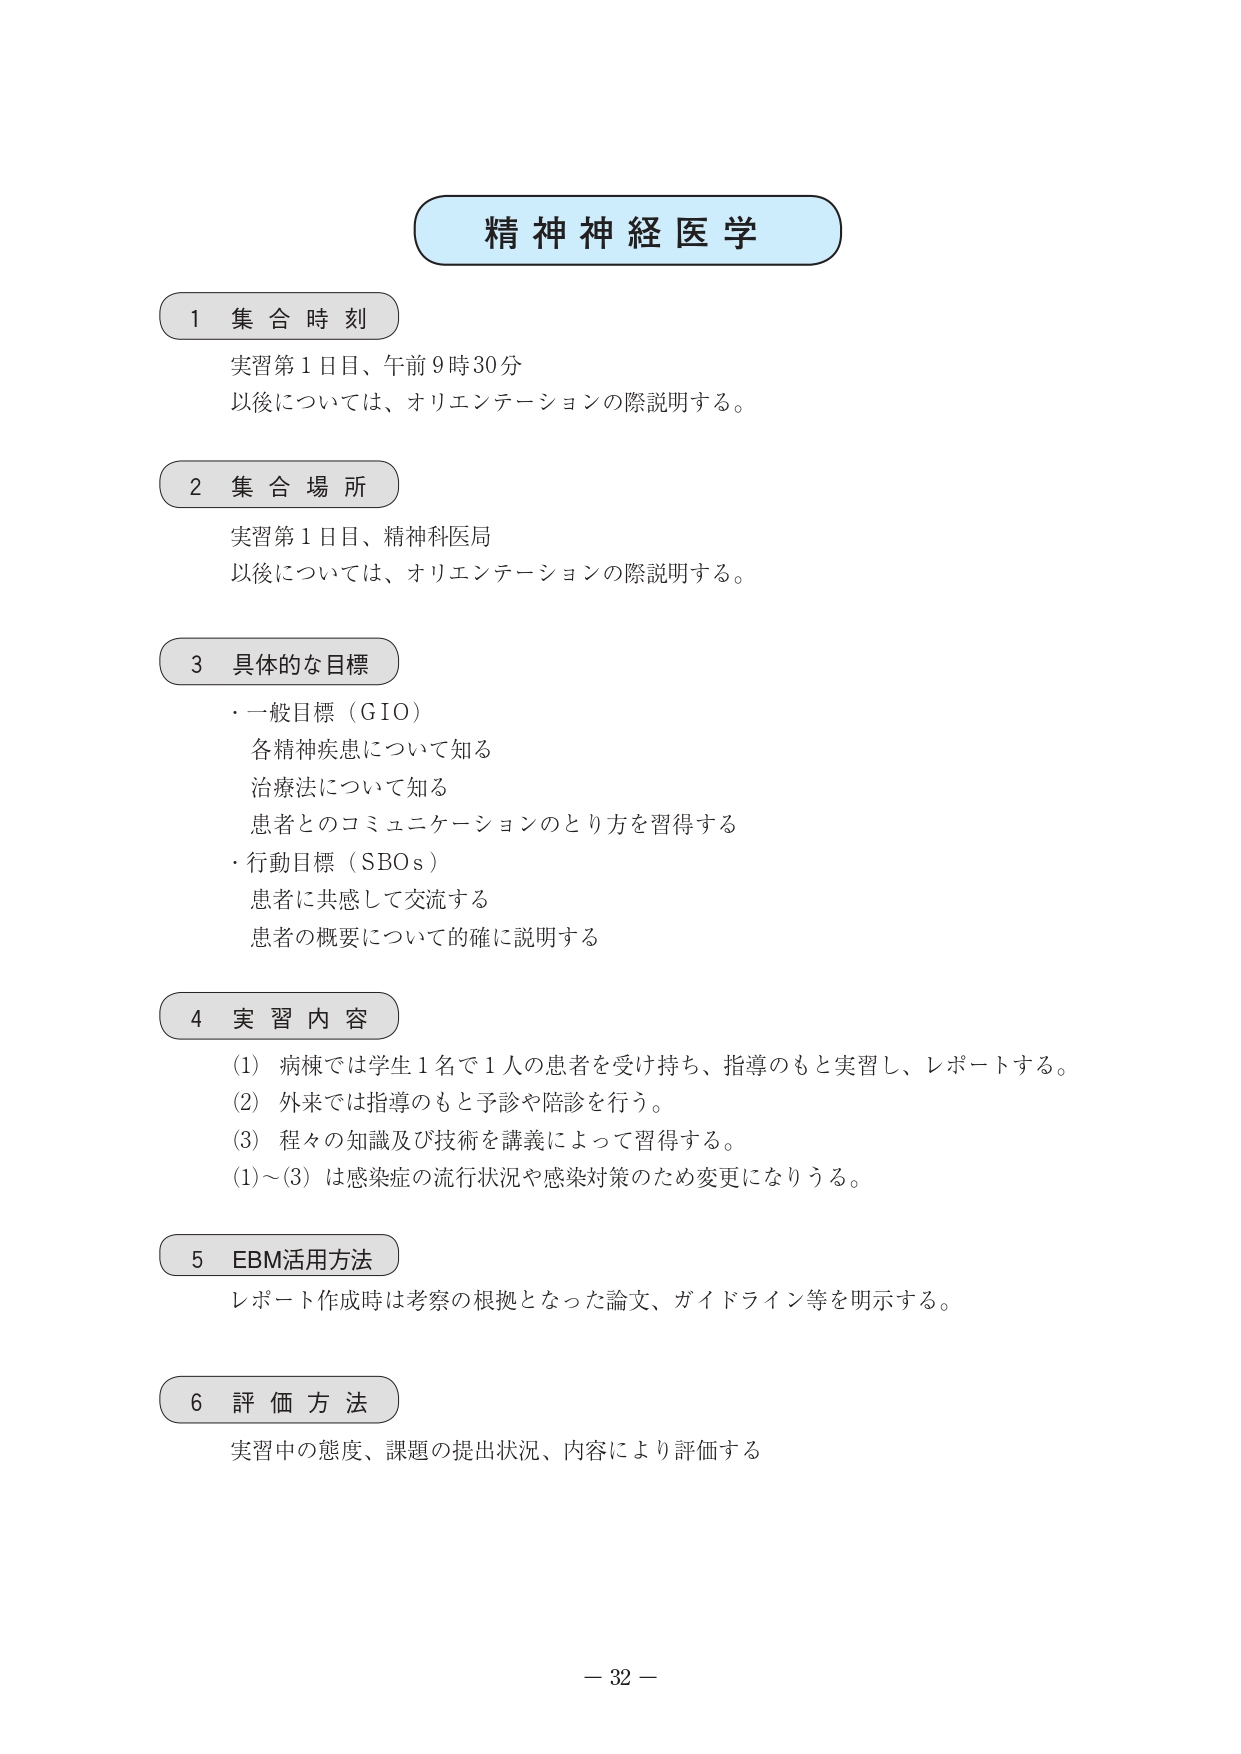 精神神経医学
1 集合時刻
実習第１日目、午前９時30分
以後については、オリエンテーションの際説明する。
2 集合場所
実習第１日目、精神科医局
以後については、オリエンテーションの際説明する。
3 具体的な目標
・一般目標（GIO）
各精神疾患について知る
治療法について知る
患者とのコミュニケーションのとり方を習得する
・行動目標（SBOs）
患者に共感して交流する
患者の概要について的確に説明する
4 実習内容
(1) 病棟では学生１名で１人の患者を受け持ち、指導のもと実習し、レポートする。
(2) 外来では指導のもと予診や陪診を行う。
(3) 程々の知識及び技術を講義によって習得する。
(1)～(3) は感染症の流行状況や感染対策のため変更になりうる。
5 EBM活用方法
レポート作成時は考察の根拠となった論文、ガイドライン等を明示する。
6 評価方法
実習中の態度、課題の提出状況、内容により評価する
― 32 ―